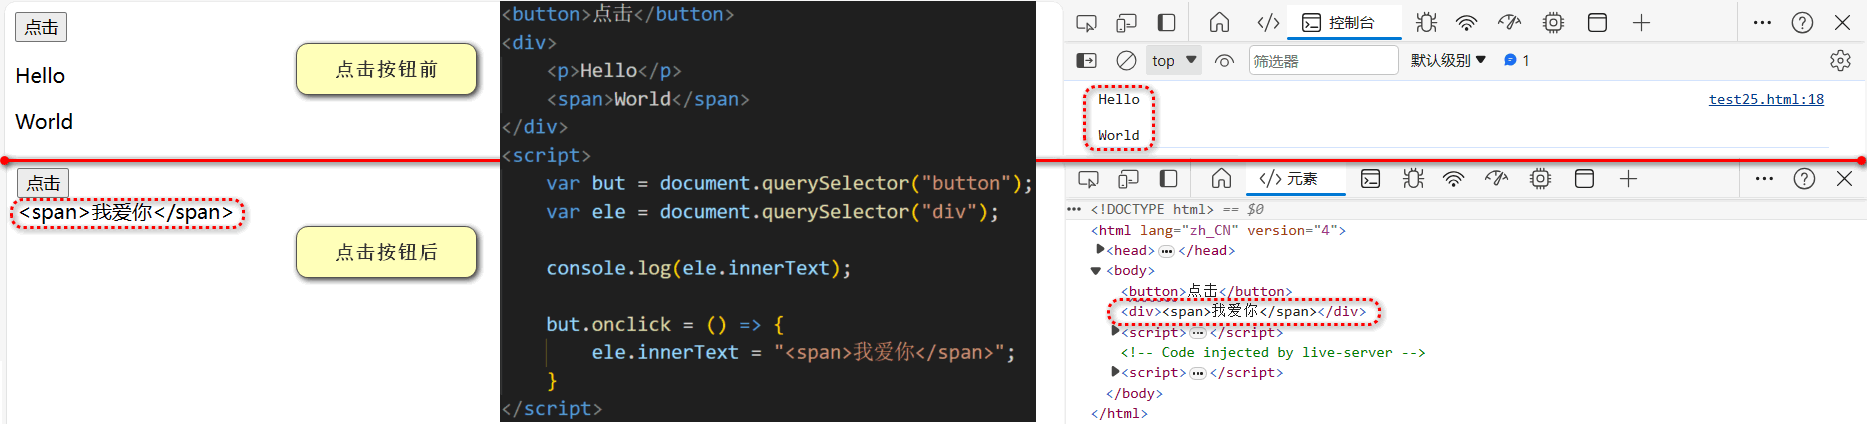 点击
Hello
World
点击按钮前
点击
<span>我爱你</span>
点击按钮后
<button>点击</button>
<div>
<p>Hello</p>
<span>World</span>
</div>
<script>
var but = document.querySelector("button");
var ele = document.querySelector("div");
console.log(ele.innerText);
but.onclick = () => {
ele.innerText = "<span>我爱你</span>";
}
</script>
控制台
top
筛选器
默认级别
1
Hello
test25.html:18
World
元素
<!DOCTYPE html> == $0
<html lang="zh_CN" version="4">
<head>…</head>
<body>
<button>点击</button>
<div><span>我爱你</span></div>
<script>…</script>
<!-- Code injected by live-server -->
<script>…</script>
</body>
</html>